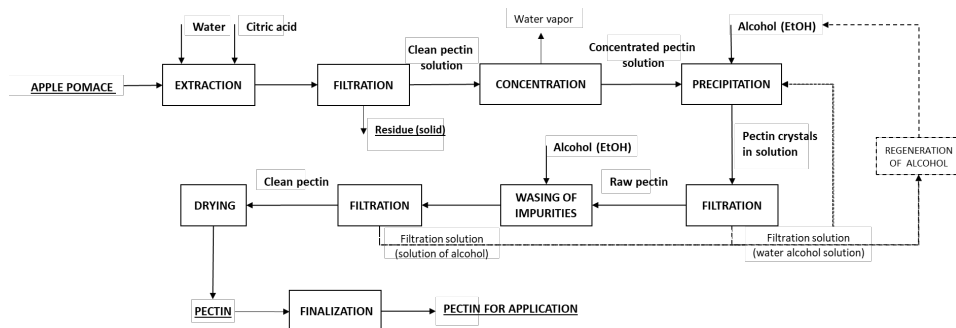 Water
Citric acid
Water vapor
Alcohol (EtOH)
Clean pectin
solution
Concentrated pectin
solution
APPLE POMACE
EXTRACTION
FILTRATION
CONCENTRATION
PRECIPITATION
Residue (solid)
Pectin crystals
in solution
REGENERATION
OF ALCOHOL
Alcohol (EtOH)
Clean pectin
Raw pectin
DRYING
FILTRATION
WASING OF
IMPURITIES
FILTRATION
Filtration solution
(solution of alcohol)
Filtration solution
(water alcohol solution)
PECTIN
FINALIZATION
PECTIN FOR APPLICATION